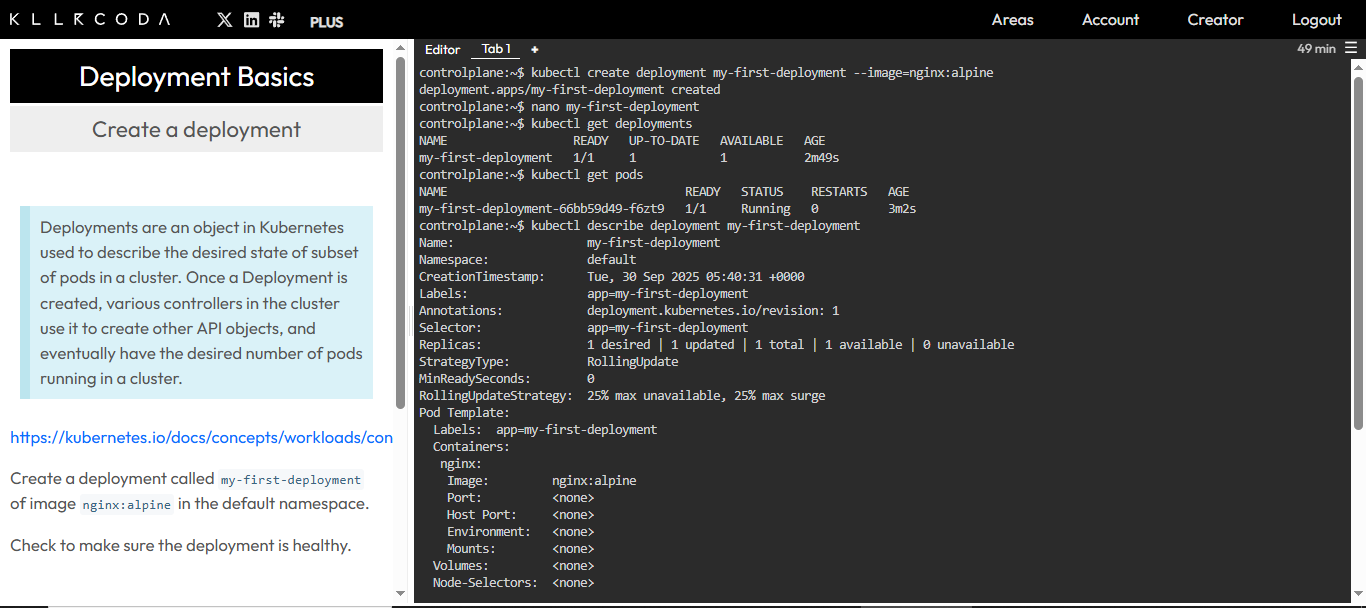 KLLRCODA PLUS Areas Account Creator Logout
Deployment Basics
Create a deployment
Deployments are an object in Kubernetes
used to describe the desired state of subset
of pods in a cluster. Once a Deployment is
created, various controllers in the cluster
use it to create other API objects, and
eventually have the desired number of pods
running in a cluster.
https://kubernetes.io/docs/concepts/workloads/con
Create a deployment called my-first-deployment
of image nginx:alpine in the default namespace.
Check to make sure the deployment is healthy.
Editor Tab 1 + 49 min
controlplane:~$ kubectl create deployment my-first-deployment --image=nginx:alpine
deployment.apps/my-first-deployment created
controlplane:~$ nano my-first-deployment
controlplane:~$ kubectl get deployments
NAME READY UP-TO-DATE AVAILABLE AGE
my-first-deployment 1/1 1 1 2m49s
controlplane:~$ kubectl get pods
NAME READY STATUS RESTARTS AGE
my-first-deployment-66bb59d49-f6zt9 1/1 Running 0 3m2s
controlplane:~$ kubectl describe deployment my-first-deployment
Name: my-first-deployment
Namespace: default
CreationTimestamp: Tue, 30 Sep 2025 05:40:31 +0000
Labels: app=my-first-deployment
Annotations: deployment.kubernetes.io/revision: 1
Selector: app=my-first-deployment
Replicas: 1 desired | 1 updated | 1 total | 1 available | 0 unavailable
StrategyType: RollingUpdate
MinReadySeconds: 0
RollingUpdateStrategy: 25% max unavailable, 25% max surge
Pod Template:
Labels: app=my-first-deployment
Containers:
nginx:
Image: nginx:alpine
Port: <none>
Host Port: <none>
Environment: <none>
Mounts: <none>
Volumes: <none>
Node-Selectors: <none>